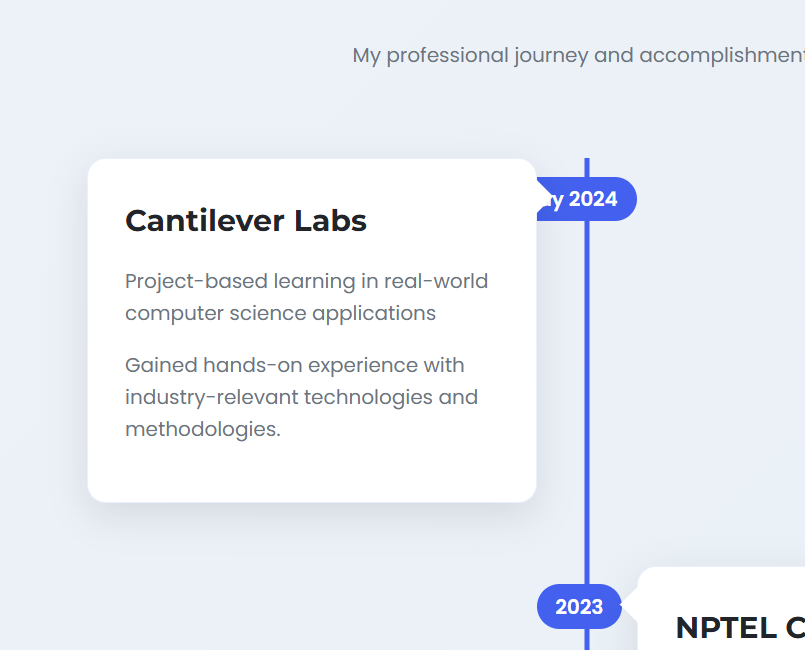 My professional journey and accomplishment
Cantilever Labs
Project-based learning in real-world
computer science applications
Gained hands-on experience with
industry-relevant technologies and
methodologies.
2024
2023
NPTEL